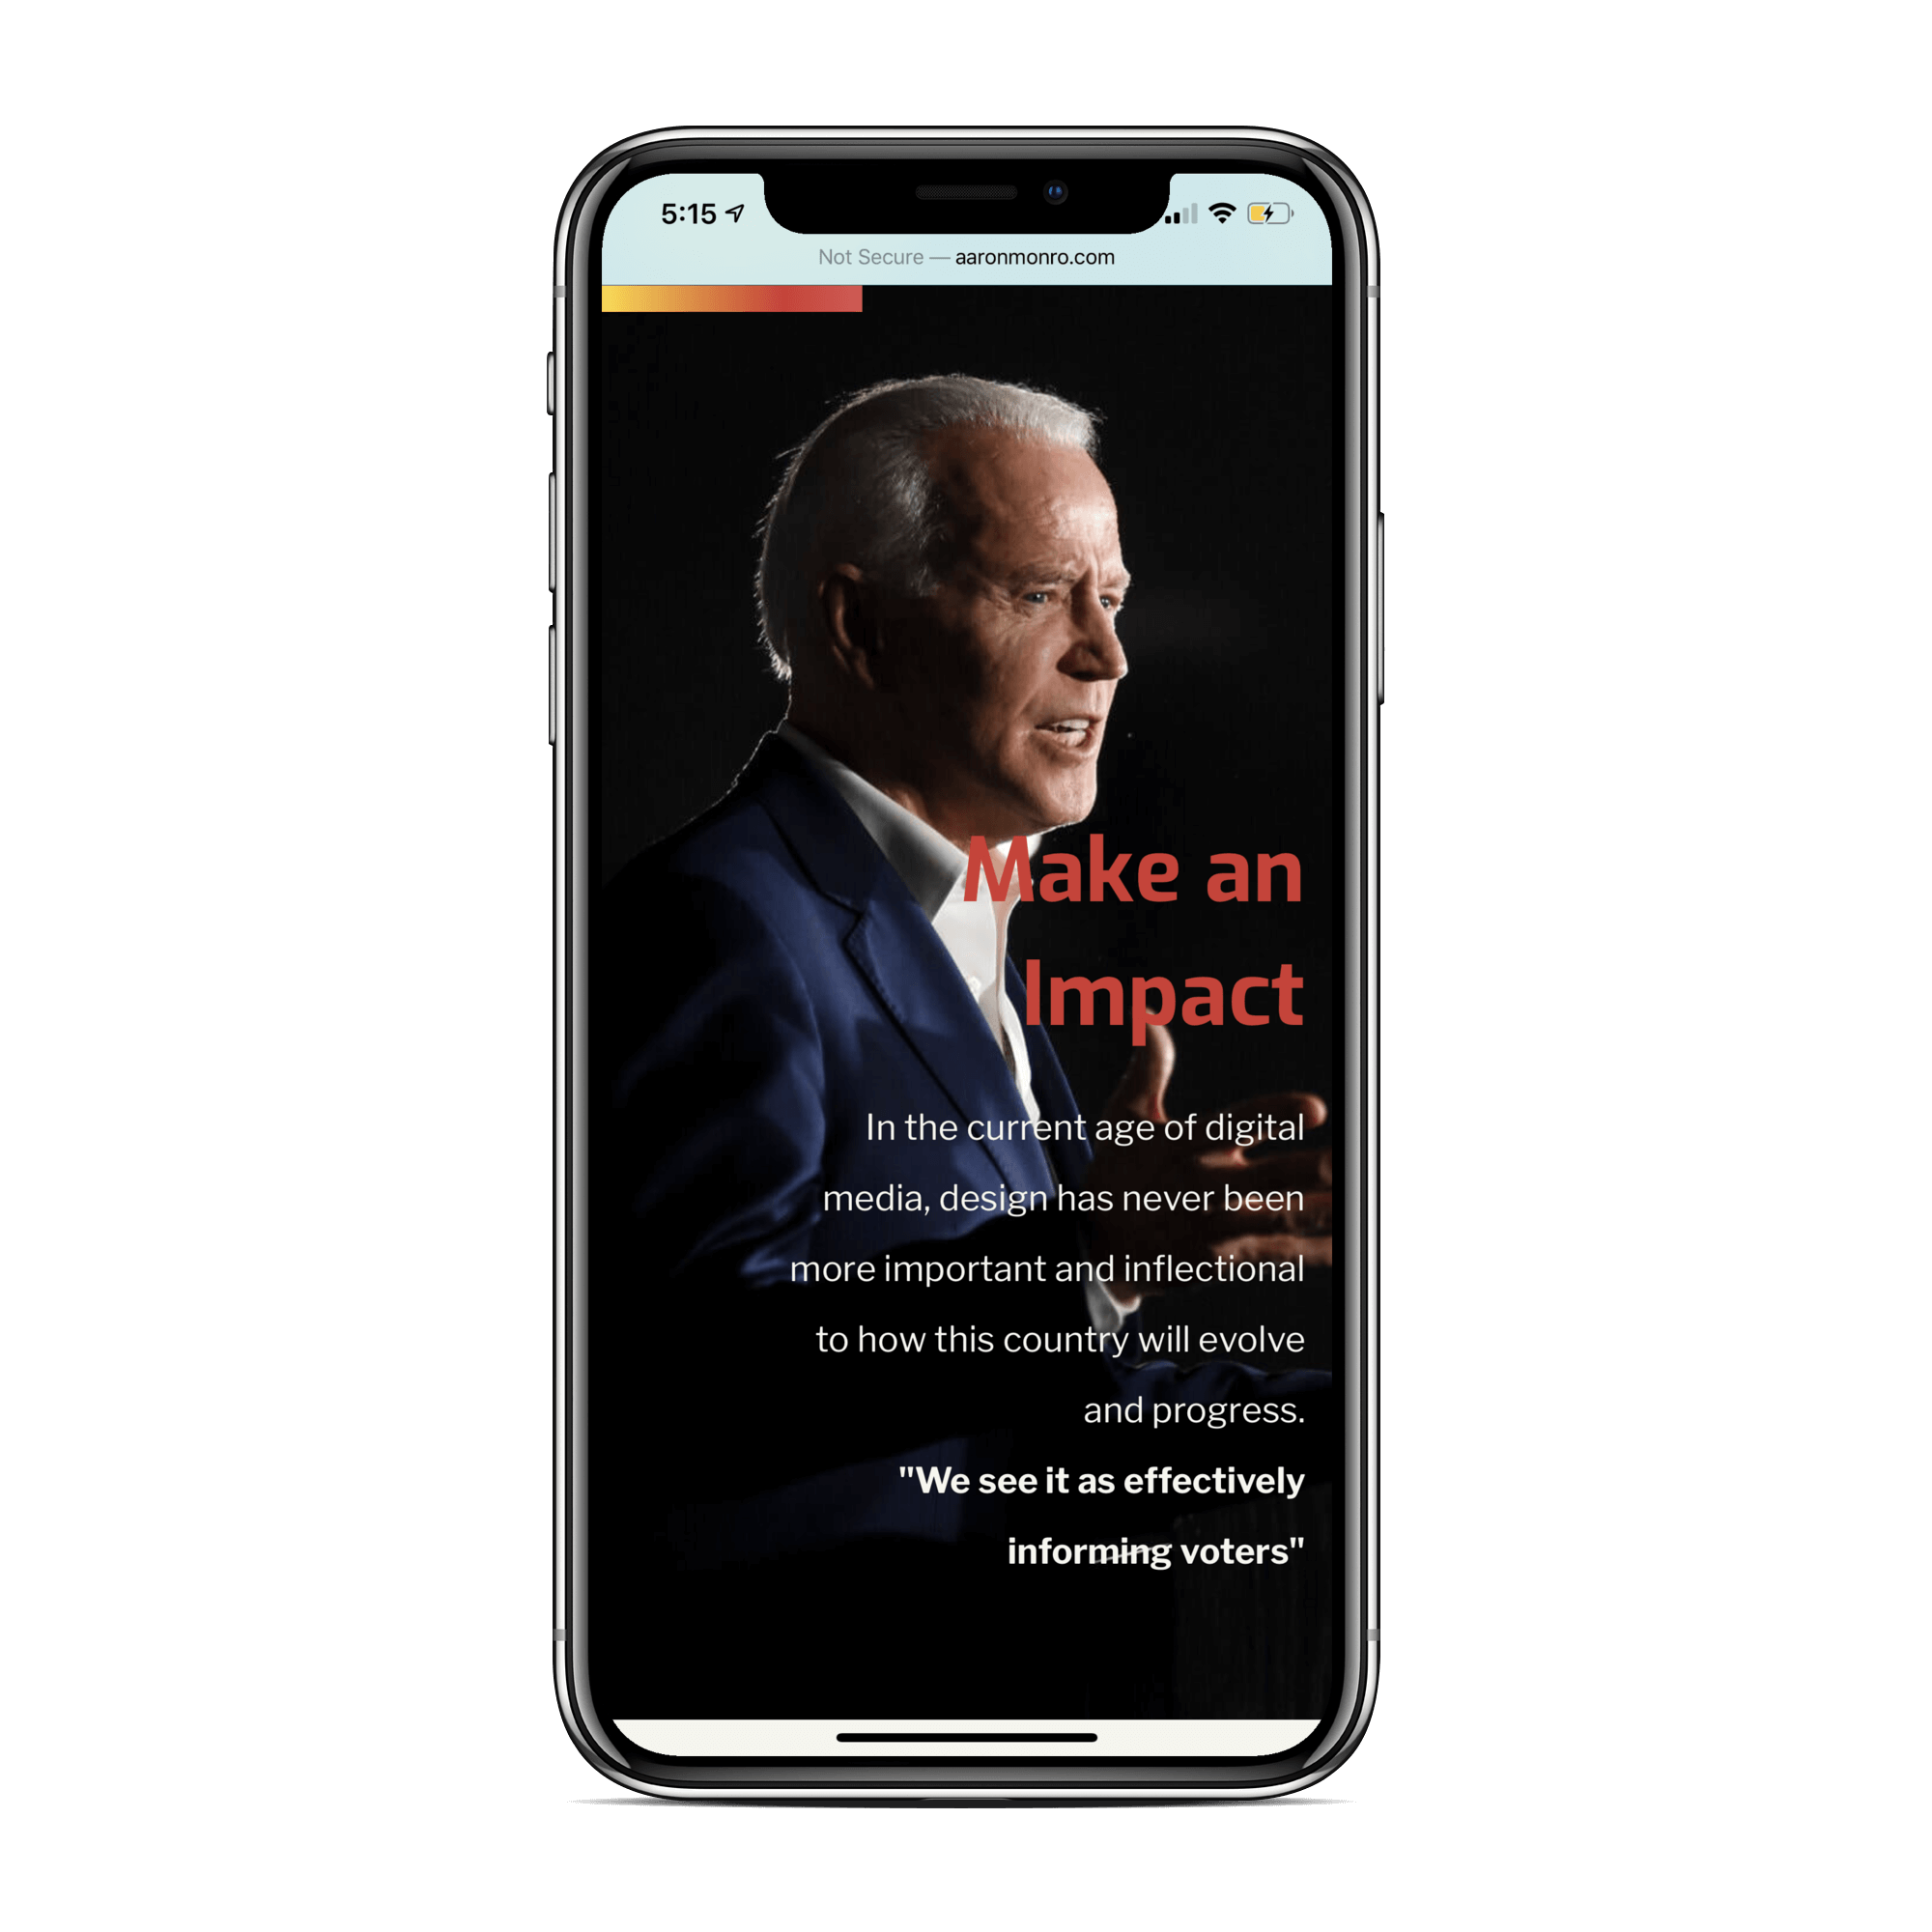 5:15
Not Secure — aaronmonro.com
Make an
Impact
In the current age of digital
media, design has never been
more important and inflectional
to how this country will evolve
and progress.
"We see it as effectively
informing voters"